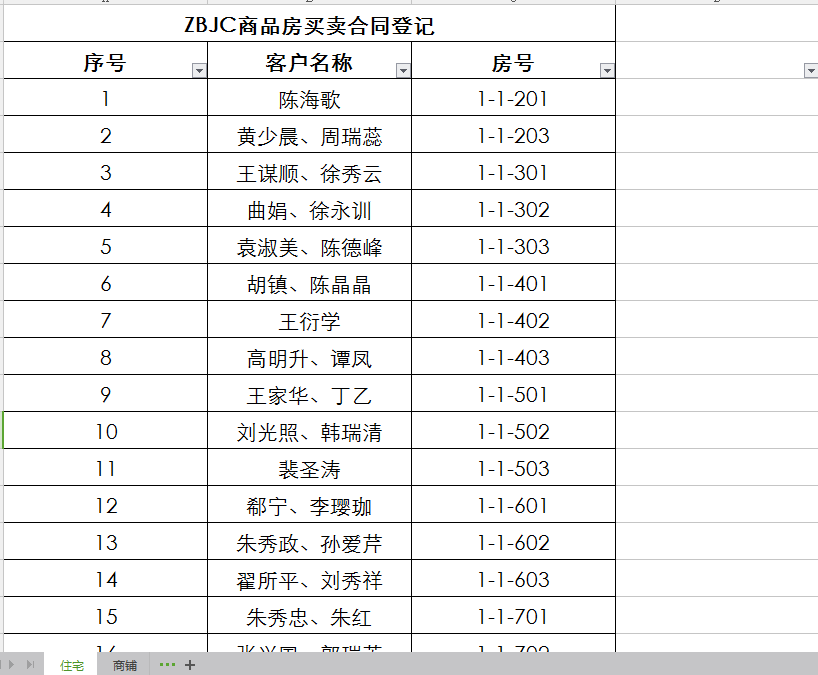 ZBJC商品房买卖合同登记
序号 客户名称 房号
1 陈海歌 1-1-201
2 黄少晨、周瑞蕊 1-1-203
3 王谋顺、徐秀云 1-1-301
4 曲娟、徐永训 1-1-302
5 袁淑美、陈德峰 1-1-303
6 胡镇、陈晶晶 1-1-401
7 王衍学 1-1-402
8 高明升、谭凤 1-1-403
9 王家华、丁乙 1-1-501
10 刘光照、韩瑞清 1-1-502
11 裴圣涛 1-1-503
12 郗宁、李璎珈 1-1-601
13 朱秀政、孙爱芹 1-1-602
14 翟所平、刘秀祥 1-1-603
15 朱秀忠、朱红 1-1-701
16 1-1-702
住宅 商铺 ··· +